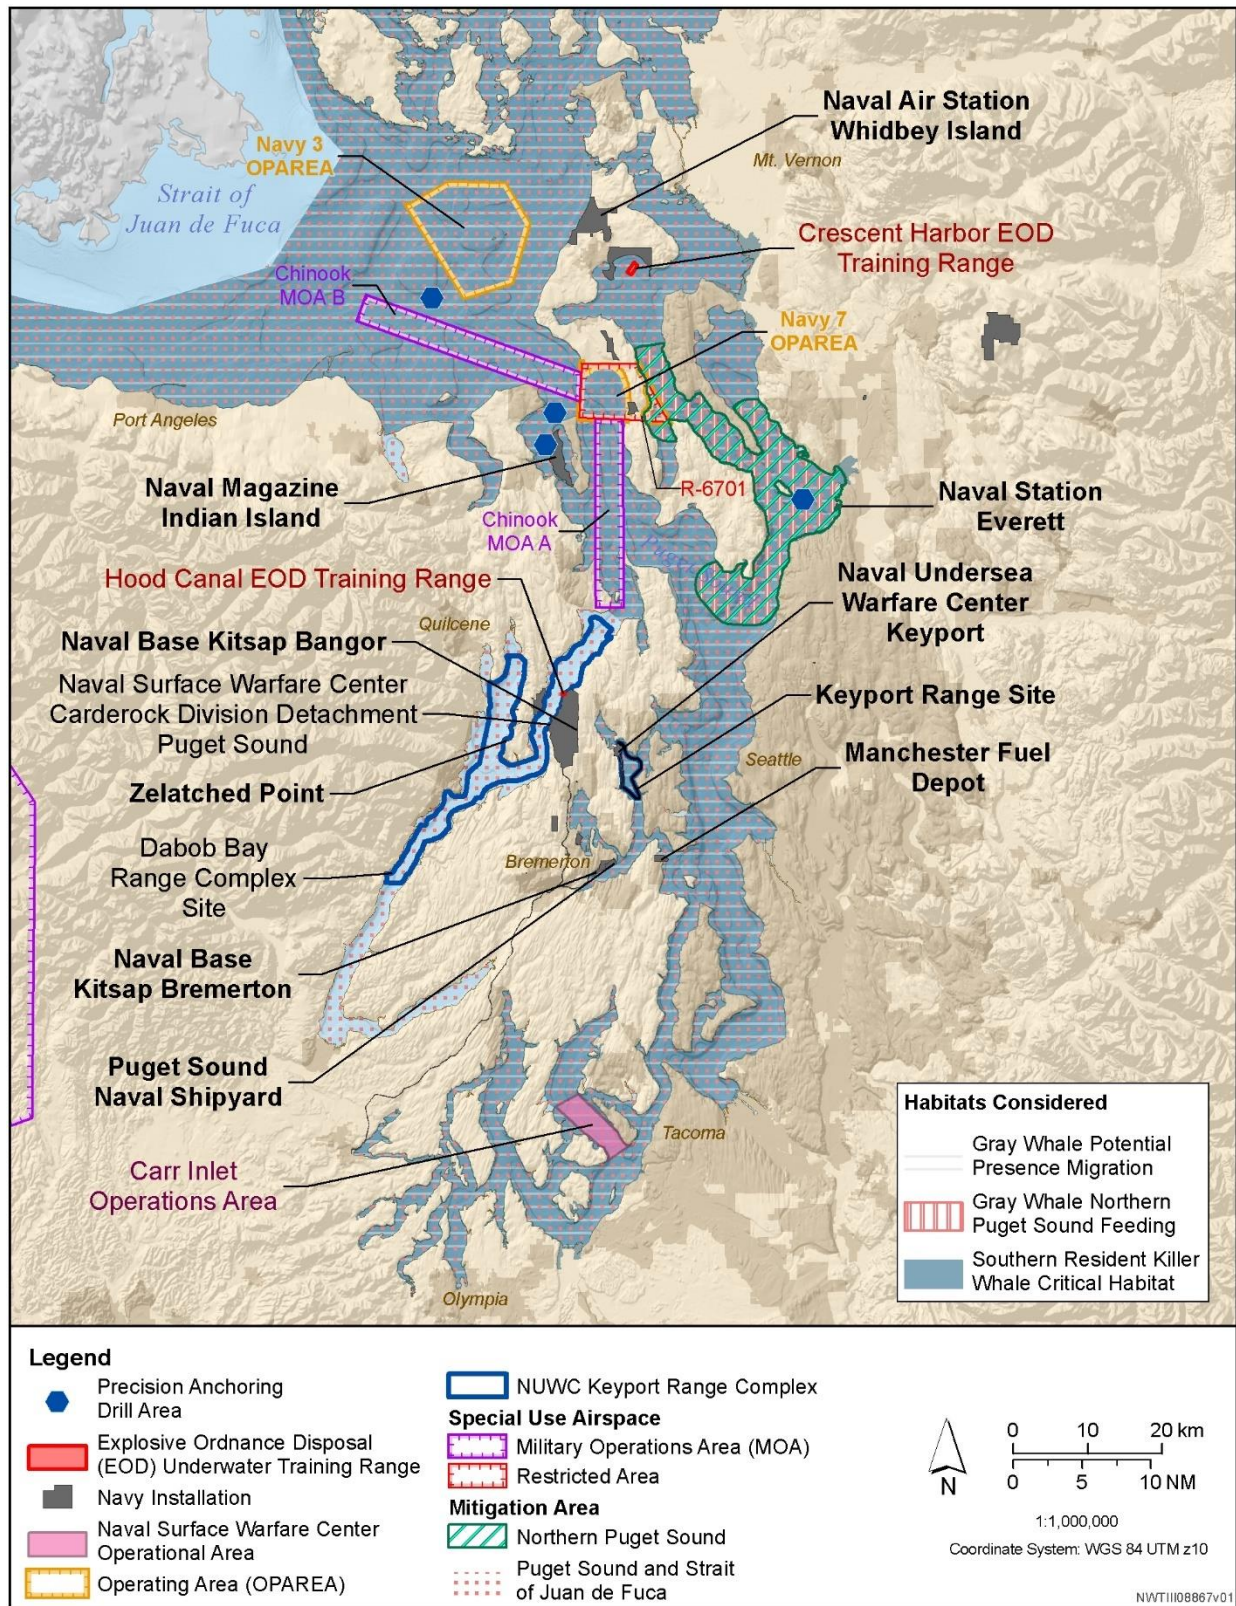 Naval Air Station
Whidbey Island
Mt. Vernon
Navy 3
OPAREA
Strait of
Juan de Fuca
Crescent Harbor EOD
Training Range
Chinook
MOA B
Navy 7
OPAREA
Port Angeles
Naval Magazine
Indian Island
R-6701
Naval Station
Everett
Chinook
MOA A
Hood Canal EOD Training Range
Naval Undersea
Warfare Center
Keyport
Quilcene
Naval Base Kitsap Bangor
Naval Surface Warfare Center
Carderock Division Detachment
Puget Sound
Keyport Range Site
Seattle
Manchester Fuel
Depot
Zelatched Point
Dabob Bay
Range Complex
Site
Bremerton
Naval Base
Kitsap Bremerton
Puget Sound
Naval Shipyard
Tacoma
Carr Inlet
Operations Area
Olympia
Habitats Considered
Gray Whale Potential
Presence Migration
Gray Whale Northern
Puget Sound Feeding
Southern Resident Killer
Whale Critical Habitat
Legend
Precision Anchoring
Drill Area
Explosive Ordnance Disposal
(EOD) Underwater Training Range
Navy Installation
Naval Surface Warfare Center
Operational Area
Operating Area (OPAREA)
NUWC Keyport Range Complex
Special Use Airspace
Military Operations Area (MOA)
Restricted Area
Mitigation Area
Northern Puget Sound
Puget Sound and Strait
of Juan de Fuca
N
0 10 20 km
0 5 10 NM
1:1,000,000
Coordinate System: WGS 84 UTM z10
NWTIII08867v01